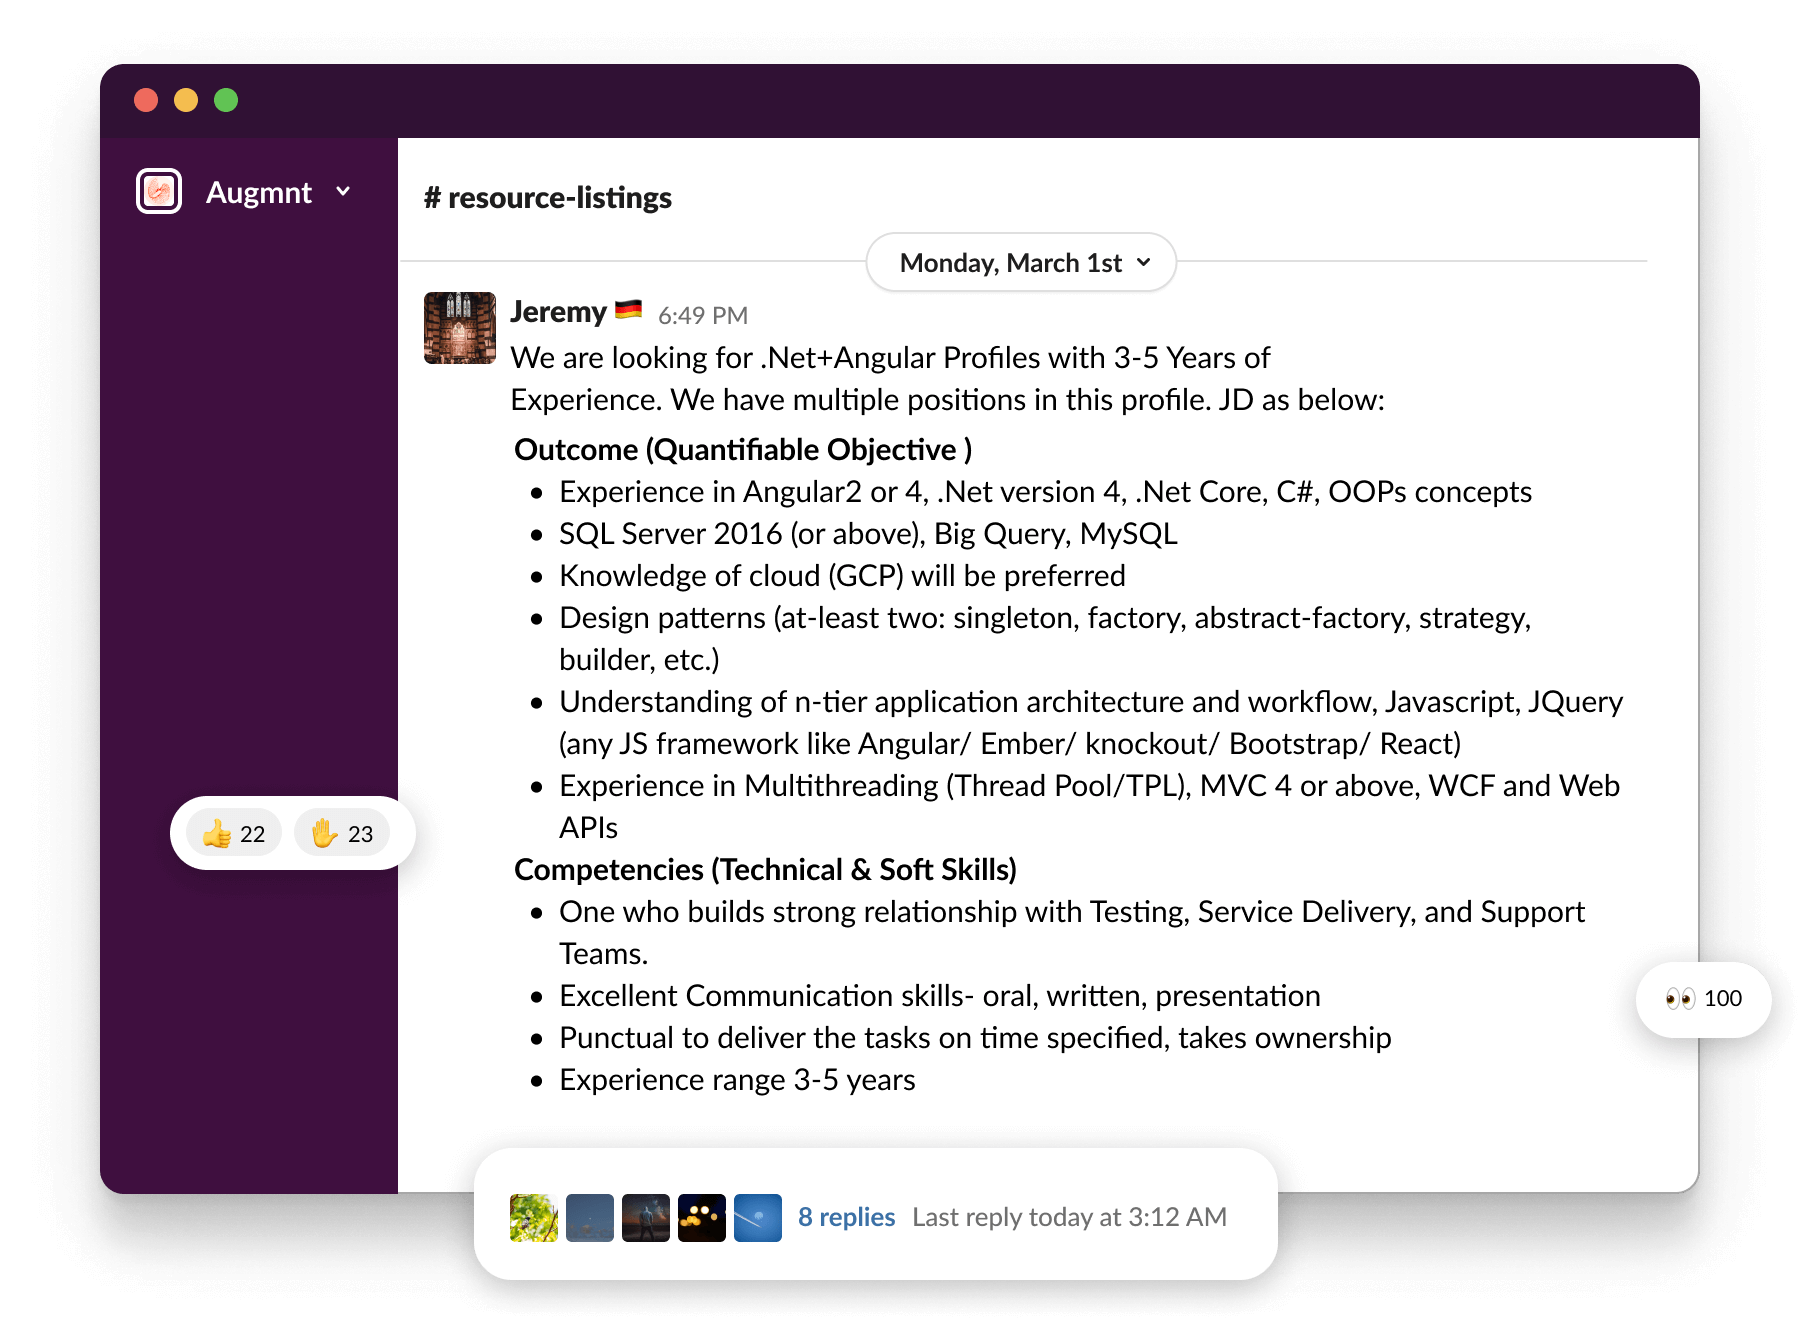 Augmnt
# resource-listings
Monday, March 1st
Jeremy 6:49 PM
We are looking for .Net+Angular Profiles with 3-5 Years of
Experience. We have multiple positions in this profile. JD as below:
Outcome (Quantifiable Objective )
• Experience in Angular2 or 4, .Net version 4, .Net Core, C#, OOPs concepts
• SQL Server 2016 (or above), Big Query, MySQL
• Knowledge of cloud (GCP) will be preferred
• Design patterns (at-least two: singleton, factory, abstract-factory, strategy,
builder, etc.)
• Understanding of n-tier application architecture and workflow, Javascript, JQuery
(any JS framework like Angular/ Ember/ knockout/ Bootstrap/ React)
• Experience in Multithreading (Thread Pool/TPL), MVC 4 or above, WCF and Web
APIs
22 23
Competencies (Technical & Soft Skills)
• One who builds strong relationship with Testing, Service Delivery, and Support
Teams.
• Excellent Communication skills- oral, written, presentation
100
• Punctual to deliver the tasks on time specified, takes ownership
• Experience range 3-5 years
8 replies Last reply today at 3:12 AM